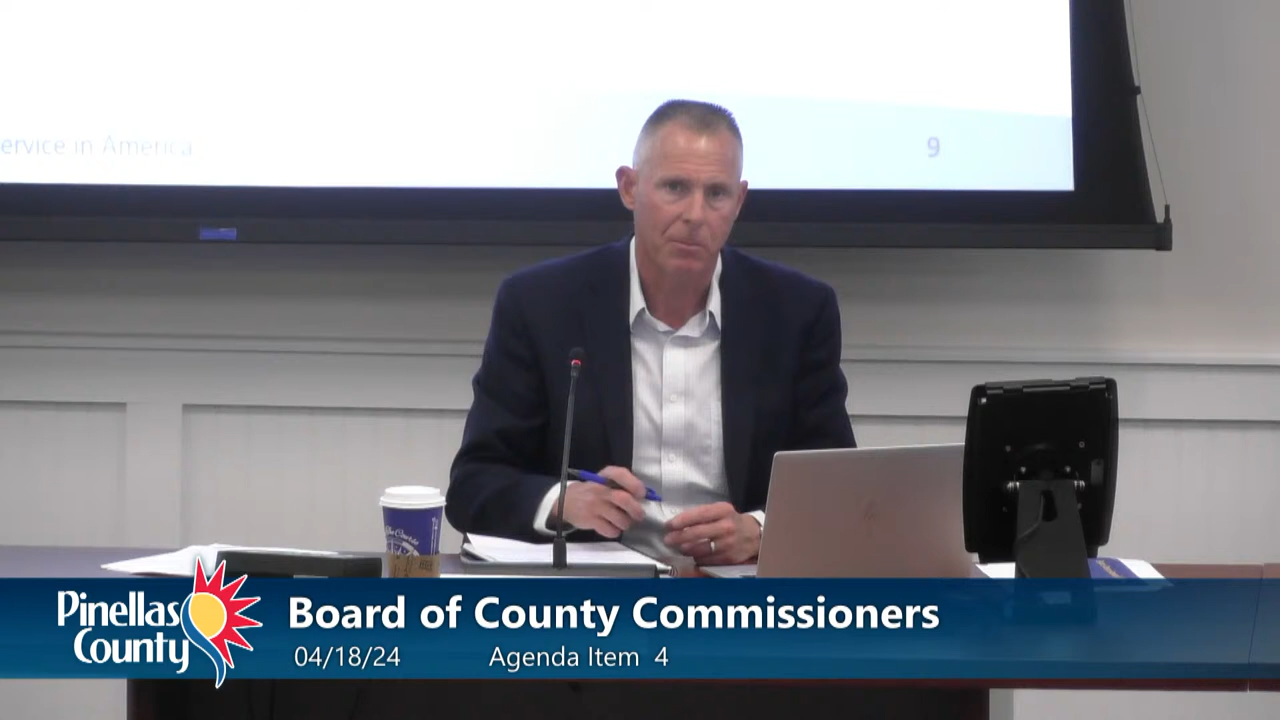 ervice in America
9
Pinellas
County
Board of County Commissioners
04/18/24
Agenda Item 4